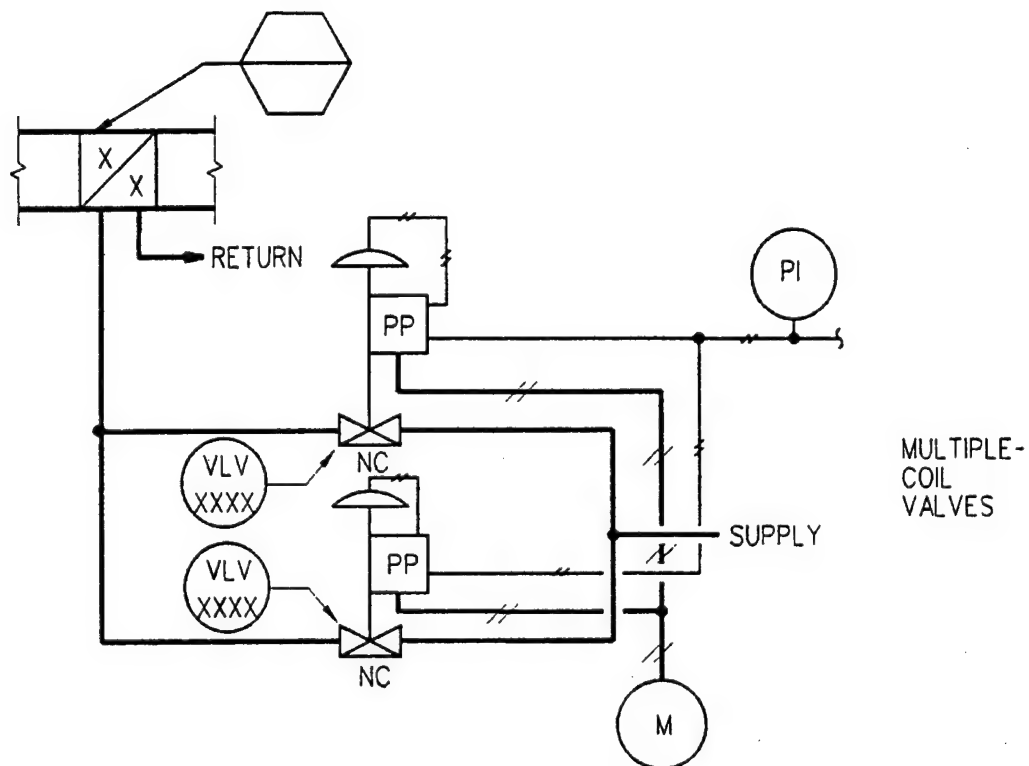 X
X
RETURN
PI
PP
NC
VLV
XXXX
MULTIPLE-
COIL
VALVES
SUPPLY
PP
VLV
XXXX
NC
M